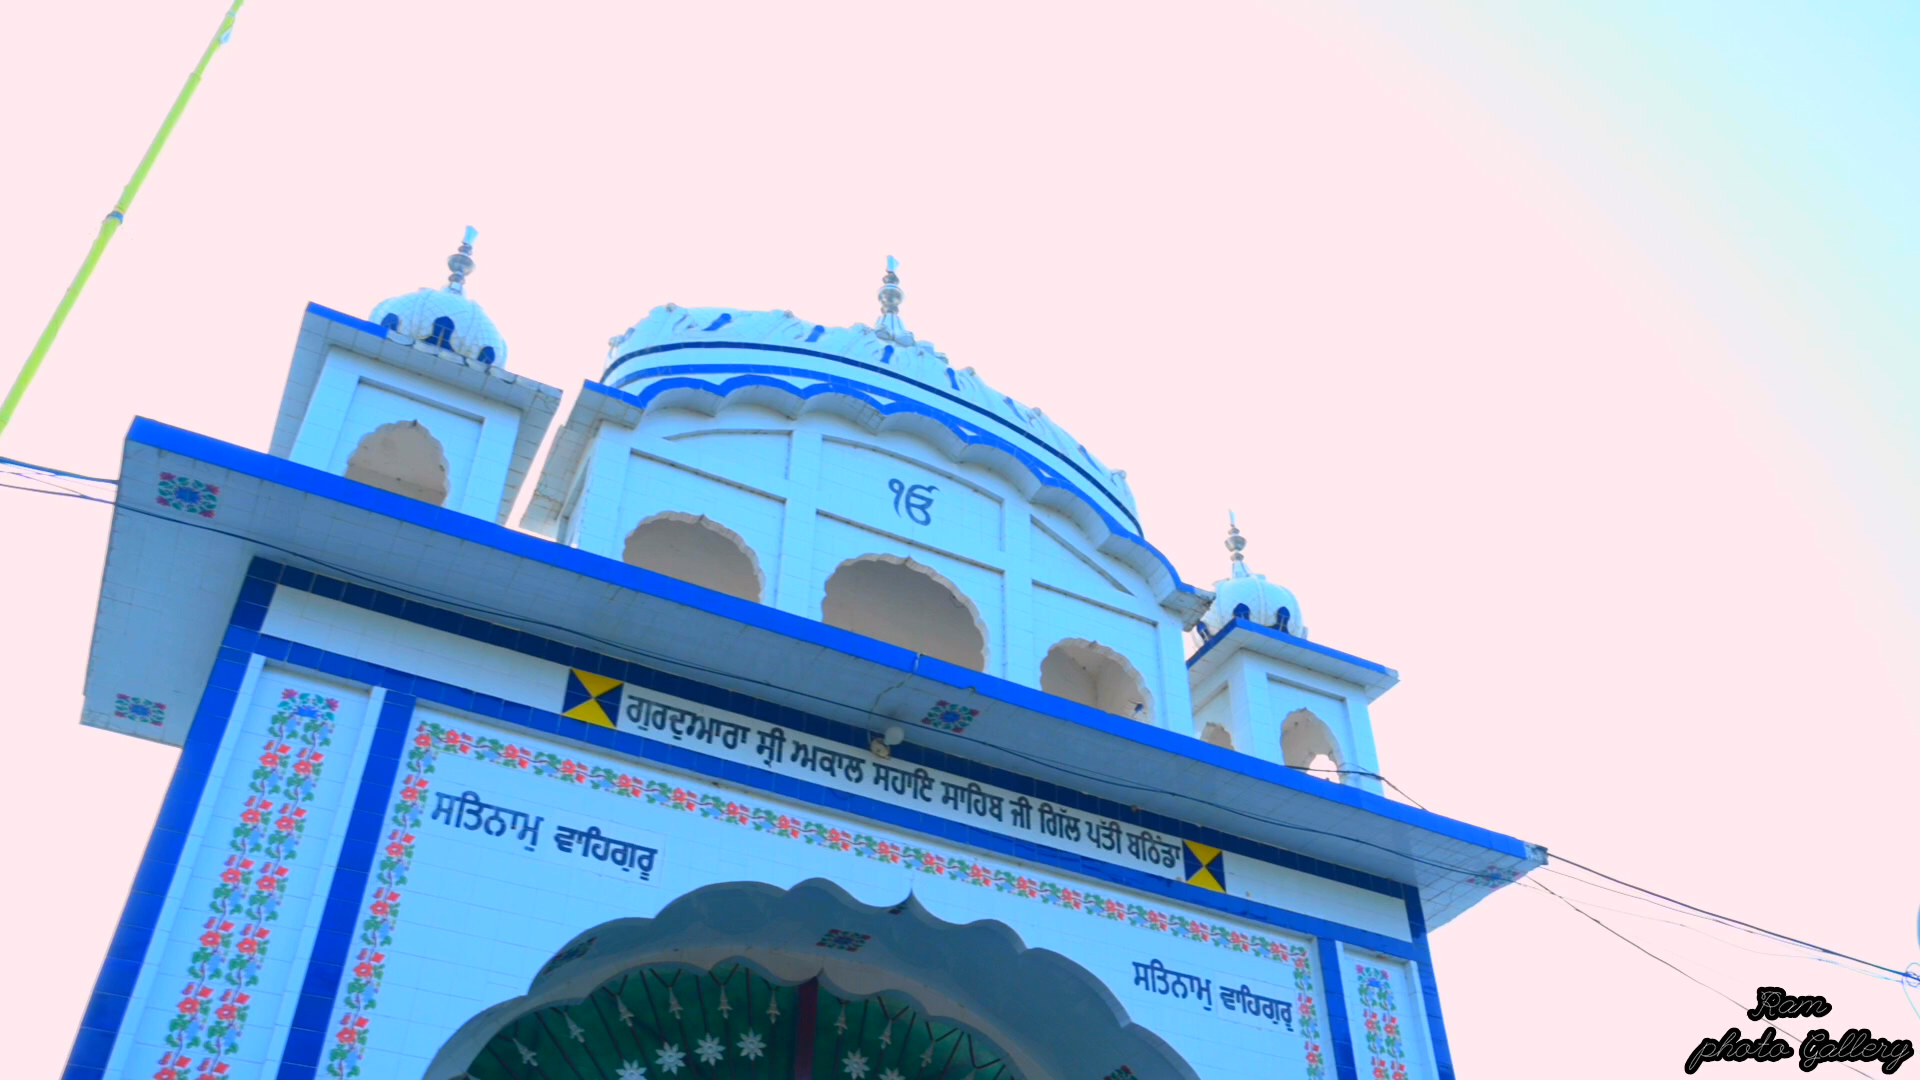 ੴ
ਗੁਰਦੁਆਰਾ ਸ੍ਰੀ ਅਕਾਲ ਸਹਾਇ ਸਾਹਿਬ ਜੀ ਗਿੱਲ ਪੱਤੀ ਬਠਿੰਡਾ
ਸਤਿਨਾਮੁ ਵਾਹਿਗੁਰੂ
ਸਤਿਨਾਮੁ ਵਾਹਿਗੁਰੂ
Ram
photo Gallery